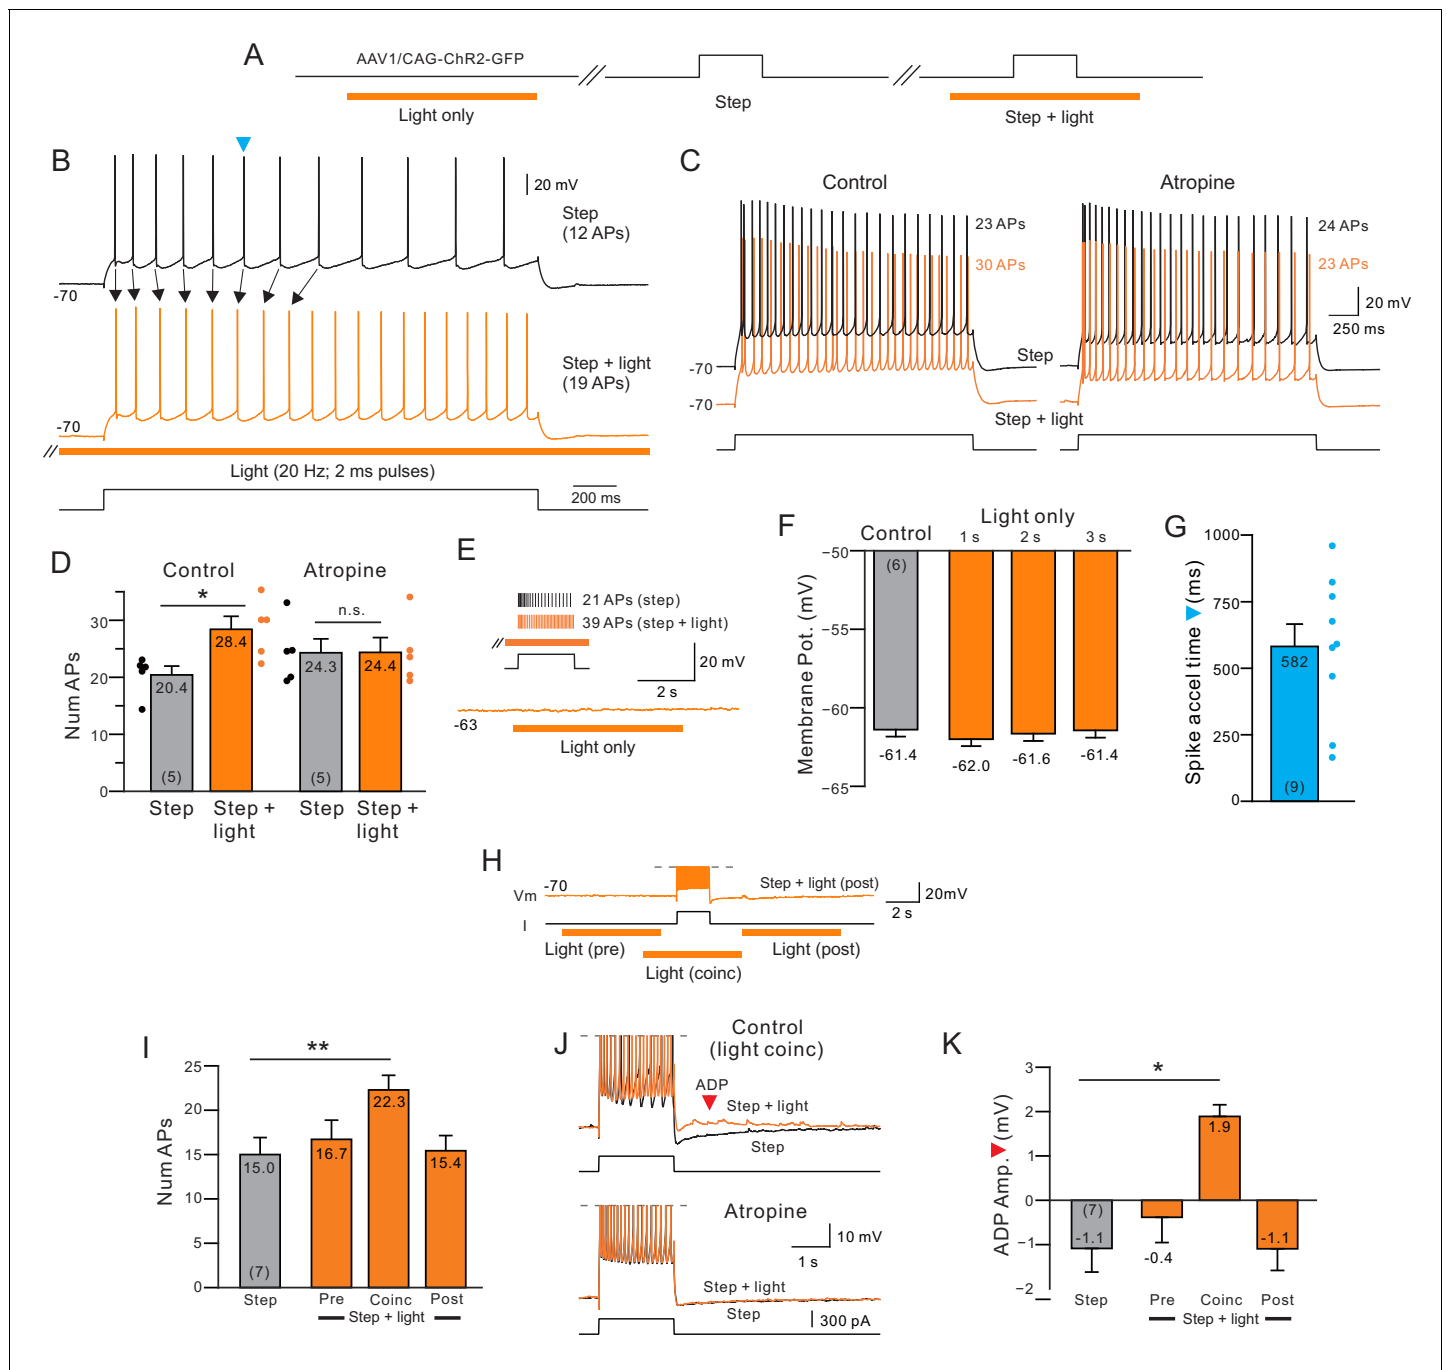 A
AAV1/CAG-ChR2-GFP
Light only
Step
Step + light
B
20 mV
Step
(12 APs)
-70
Step + light
(19 APs)
-70
Light (20 Hz; 2 ms pulses)
200 ms
C
Control
Atropine
23 APs
30 APs
24 APs
23 APs
20 mV
250 ms
Step
-70
-70
Step + light
D
Control
Atropine
*
n.s.
Num APs
30
20
10
0
20.4
28.4
24.3
24.4
(5)
(5)
Step
Step +
light
Step
Step +
light
E
21 APs (step)
39 APs (step + light)
20 mV
2 s
-63
Light only
F
Light only
Control
1 s
2 s
3 s
Membrane Pot. (mV)
−50
−55
−60
−65
(6)
-61.4
-62.0
-61.6
-61.4
G
Spike accel time (ms)
1000
750
500
250
0
582
(9)
H
Vm
-70
Step + light (post)
20mV
2 s
I
Light (pre)
Light (post)
Light (coinc)
I
**
Num APs
25
20
15
10
5
0
15.0
16.7
22.3
15.4
(7)
Step
Pre
Coinc
Post
Step + light
J
Control
(light coinc)
ADP
Step + light
Step
Atropine
10 mV
1 s
Step + light
Step
300 pA
K
*
ADP Amp. (mV)
3
2
1
0
−1
−2
(7)
-1.1
-0.4
1.9
-1.1
Step
Pre
Coinc
Post
Step + light